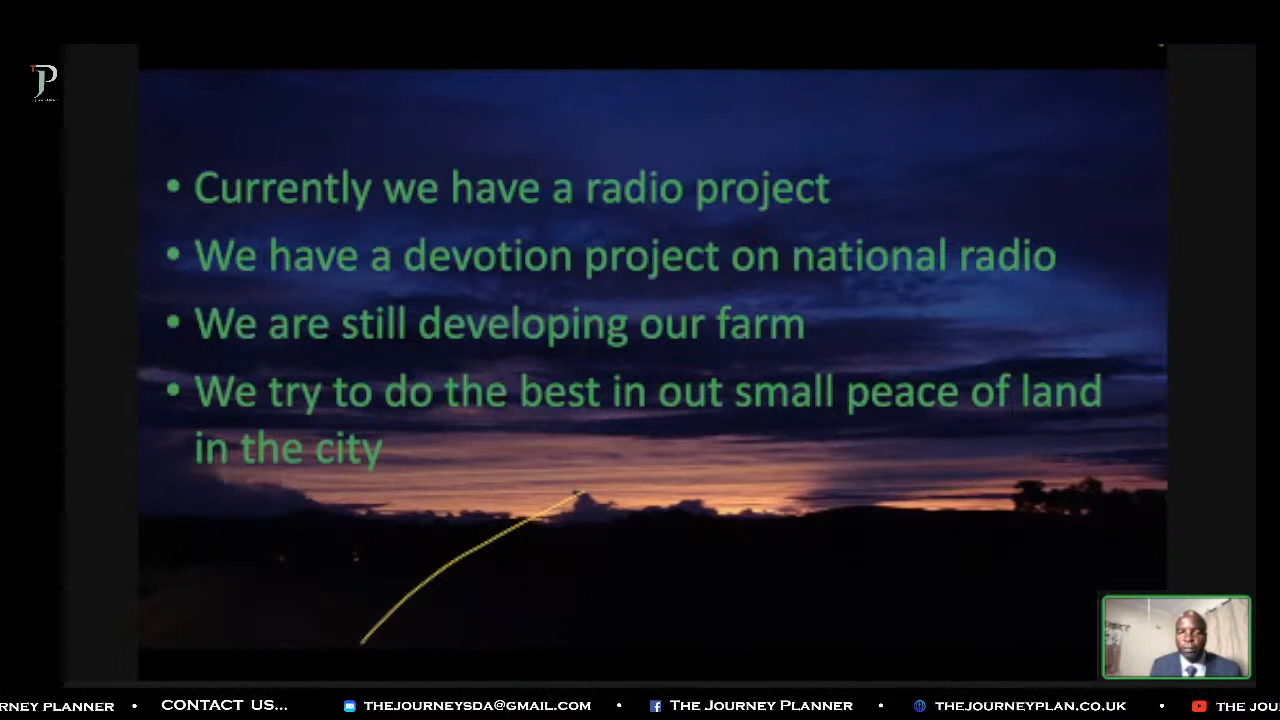 TJP
• Currently we have a radio project
• We have a devotion project on national radio
• We are still developing our farm
• We try to do the best in out small peace of land
in the city
RNEY PLANNER • CONTACT US... THEJOURNEYSDA@GMAIL.COM • THE JOURNEY PLANNER • THEJOURNEYPLAN.CO.UK • THE JOU